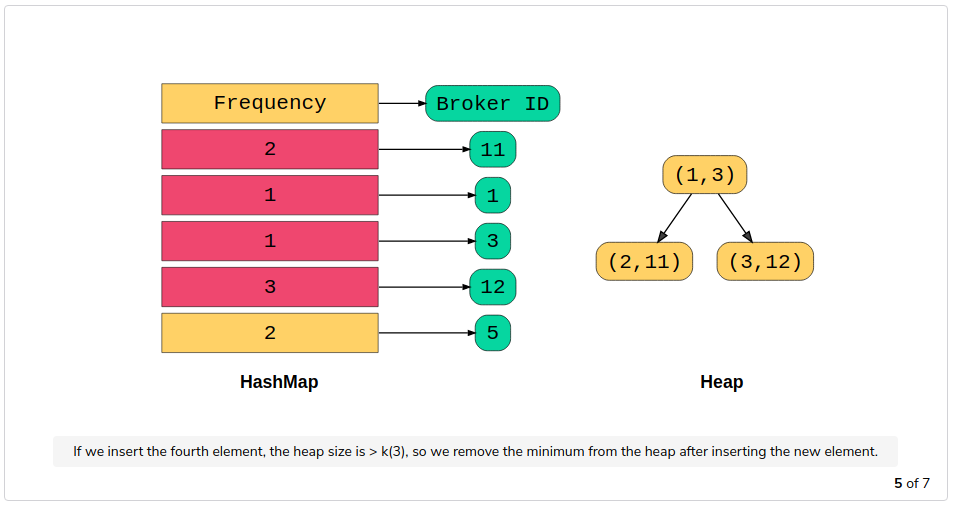 Frequency Broker ID
2 11
1 1
1 3
3 12
2 5
HashMap
(1,3)
(2,11) (3,12)
Heap
If we insert the fourth element, the heap size is > k(3), so we remove the minimum from the heap after inserting the new element.
5 of 7